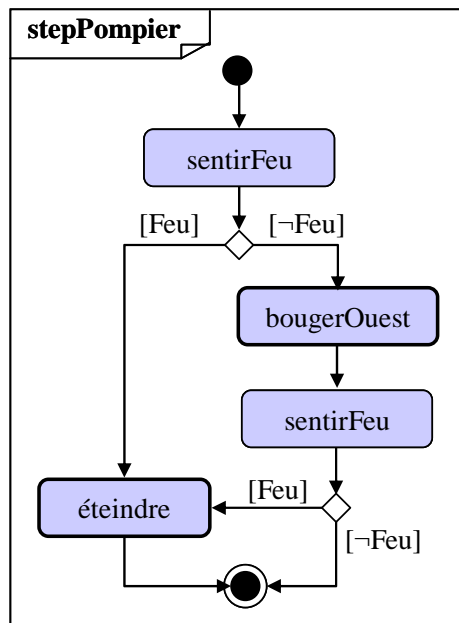 stepPompier
sentirFeu
[Feu]
[¬Feu]
bougerOuest
sentirFeu
[Feu]
éteindre
[¬Feu]